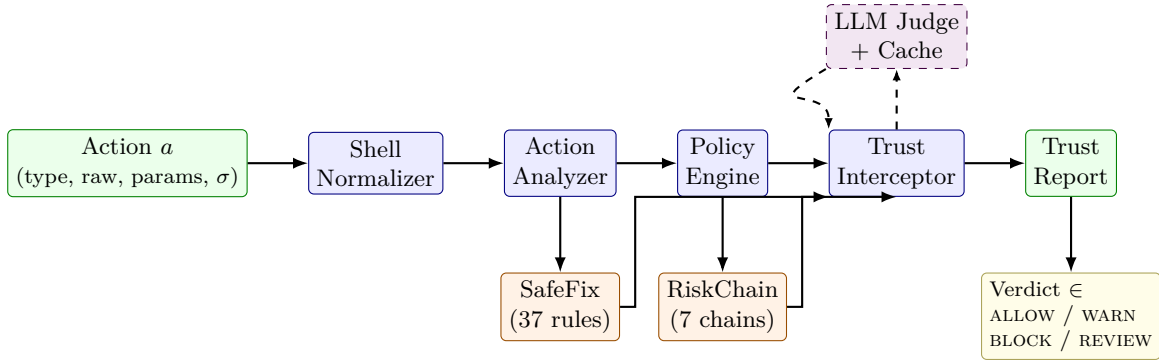 LLM Judge
+ Cache
Action a
(type, raw, params, σ)
Shell
Normalizer
Action
Analyzer
Policy
Engine
Trust
Interceptor
Trust
Report
SafeFix
(37 rules)
RiskChain
(7 chains)
Verdict ∈
ALLOW / WARN
BLOCK / REVIEW